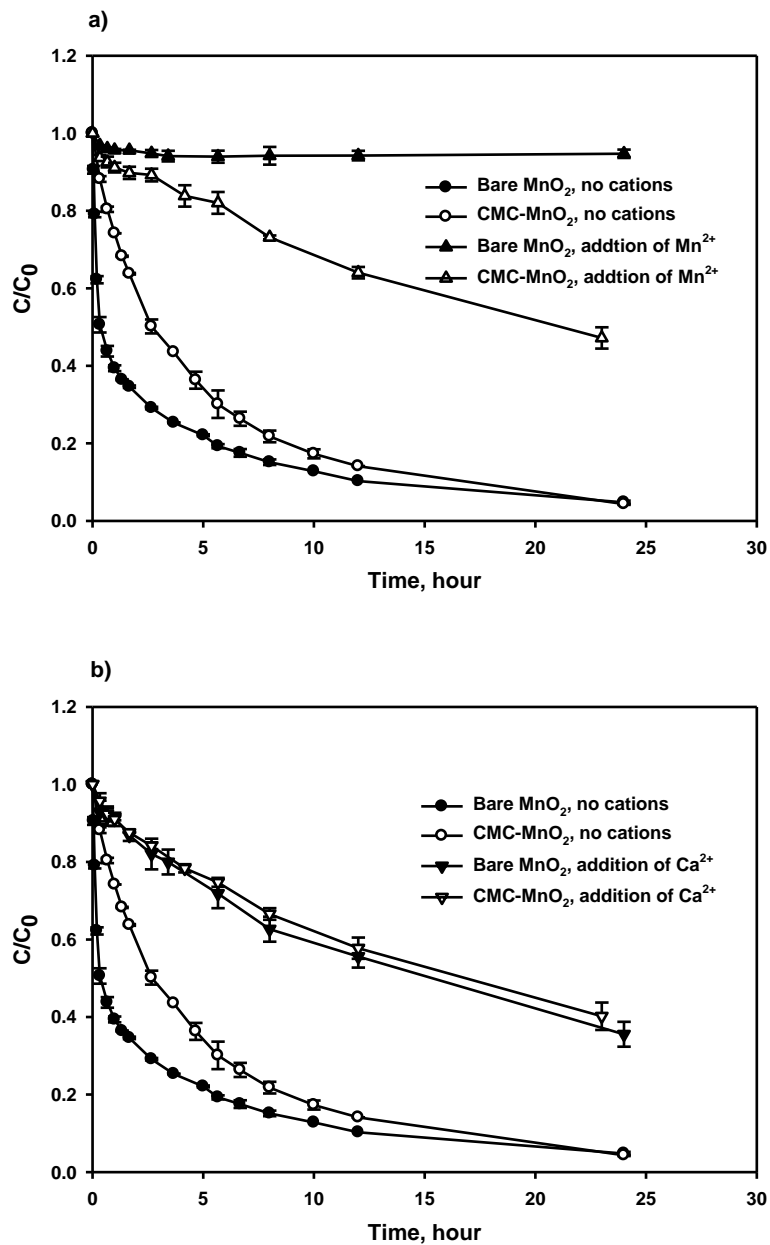 a)
1.2
1.0
0.8
0.6
0.4
0.2
0.0
C/C0
Bare MnO2, no cations
CMC-MnO2, no cations
Bare MnO2, addtion of Mn2+
CMC-MnO2, addtion of Mn2+
0 5 10 15 20 25 30
Time, hour
b)
1.2
1.0
0.8
0.6
0.4
0.2
0.0
C/C0
Bare MnO2, no cations
CMC-MnO2, no cations
Bare MnO2, addition of Ca2+
CMC-MnO2, addition of Ca2+
0 5 10 15 20 25 30
Time, hour